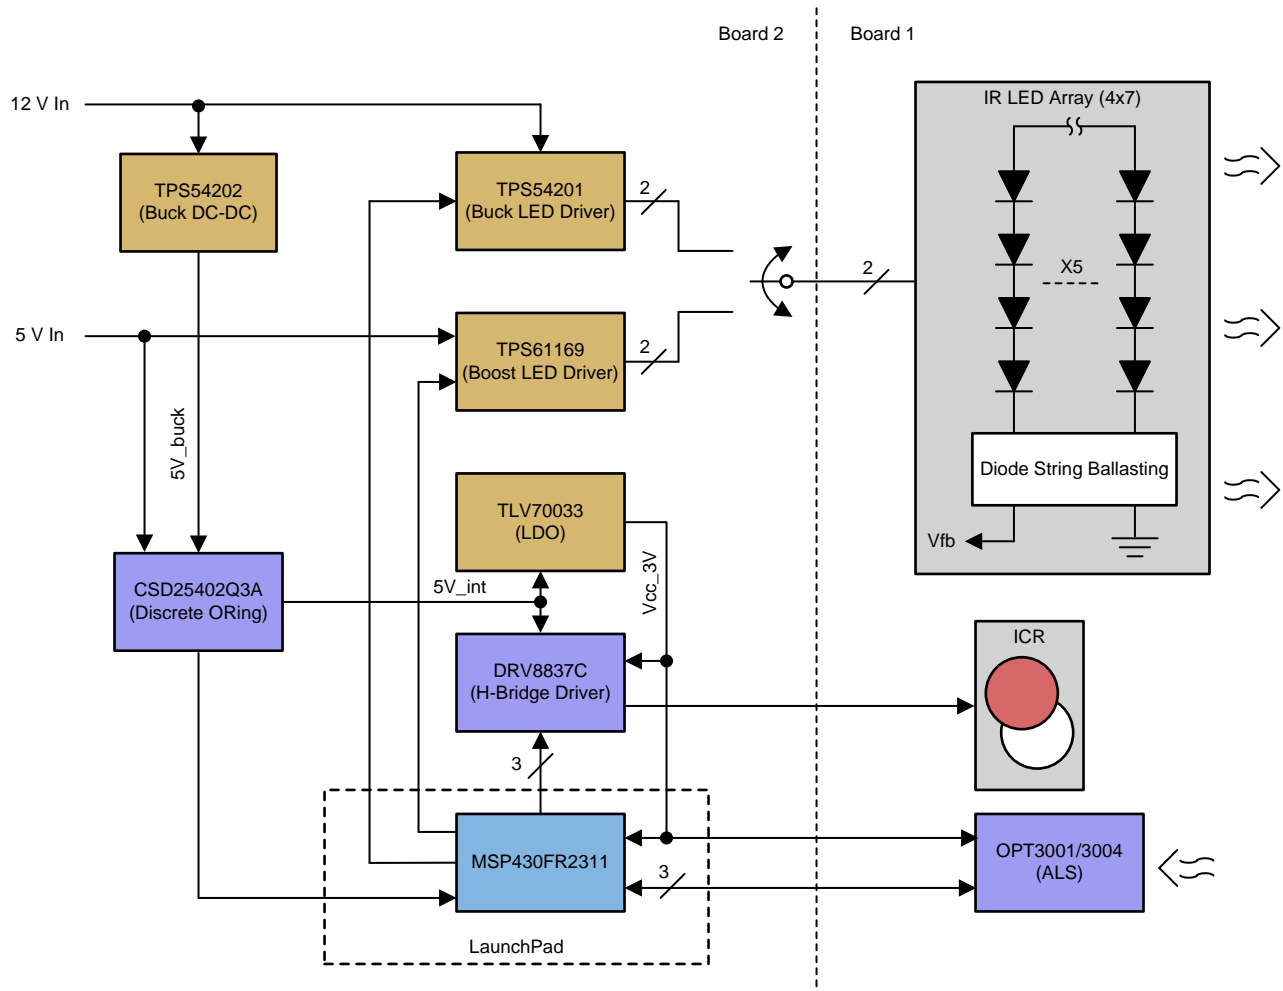 Board 2
Board 1
12 V In
IR LED Array (4x7)
TPS54202
(Buck DC-DC)
TPS54201
(Buck LED Driver)
2
2
X5
5 V In
TPS61169
(Boost LED Driver)
2
5V_buck
Diode String Ballasting
Vfb
TLV70033
(LDO)
Vcc_3V
CSD25402Q3A
(Discrete ORing)
5V_int
ICR
DRV8837C
(H-Bridge Driver)
3
MSP430FR2311
3
OPT3001/3004
(ALS)
LaunchPad